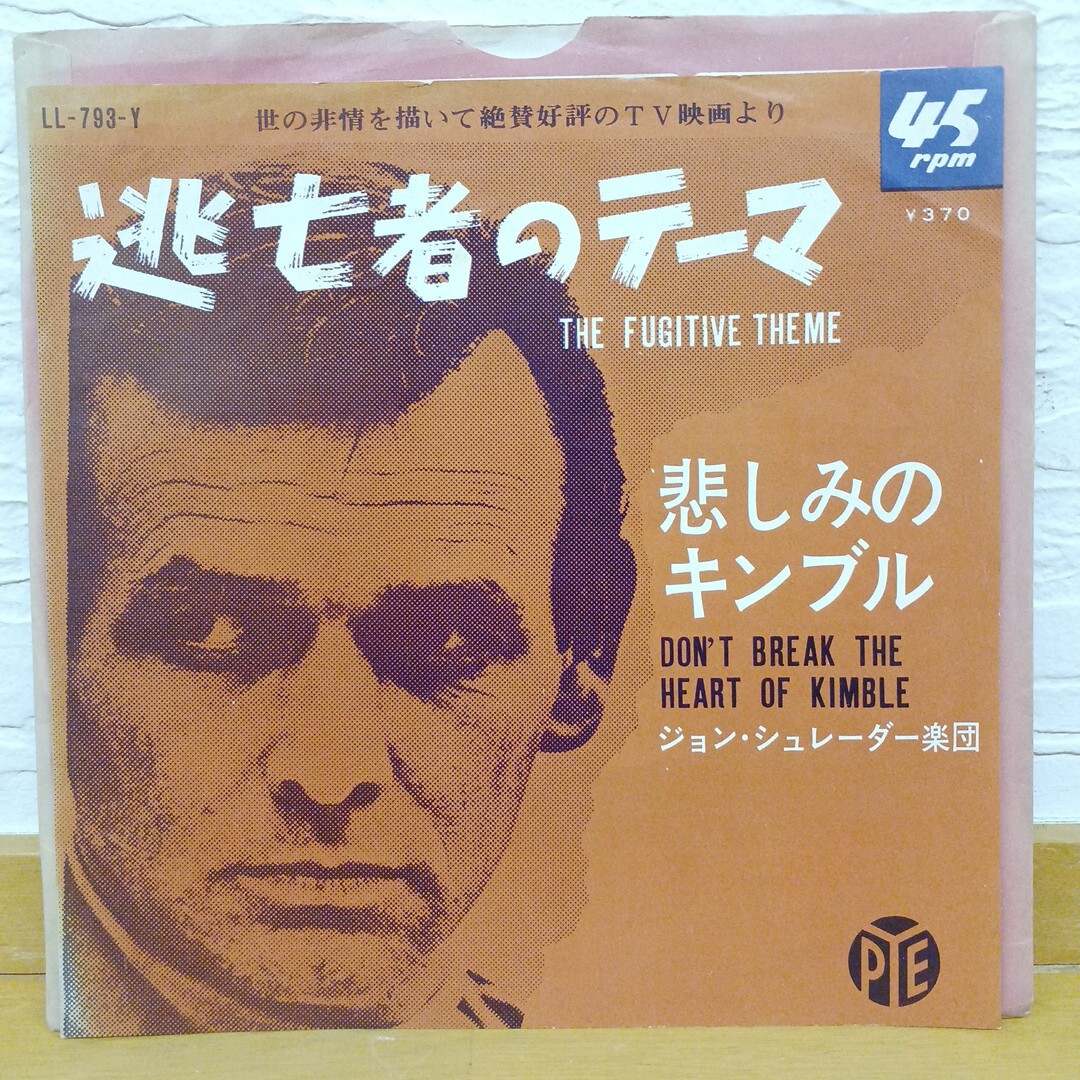 LL-793-Y
世の非情を描いて絶賛好評のTV映画より
45
rpm
¥370
逃亡者のテーマ
THE FUGITIVE THEME
悲しみの
キンブル
DON'T BREAK THE
HEART OF KIMBLE
ジョン・シュレーダー楽団
PYE